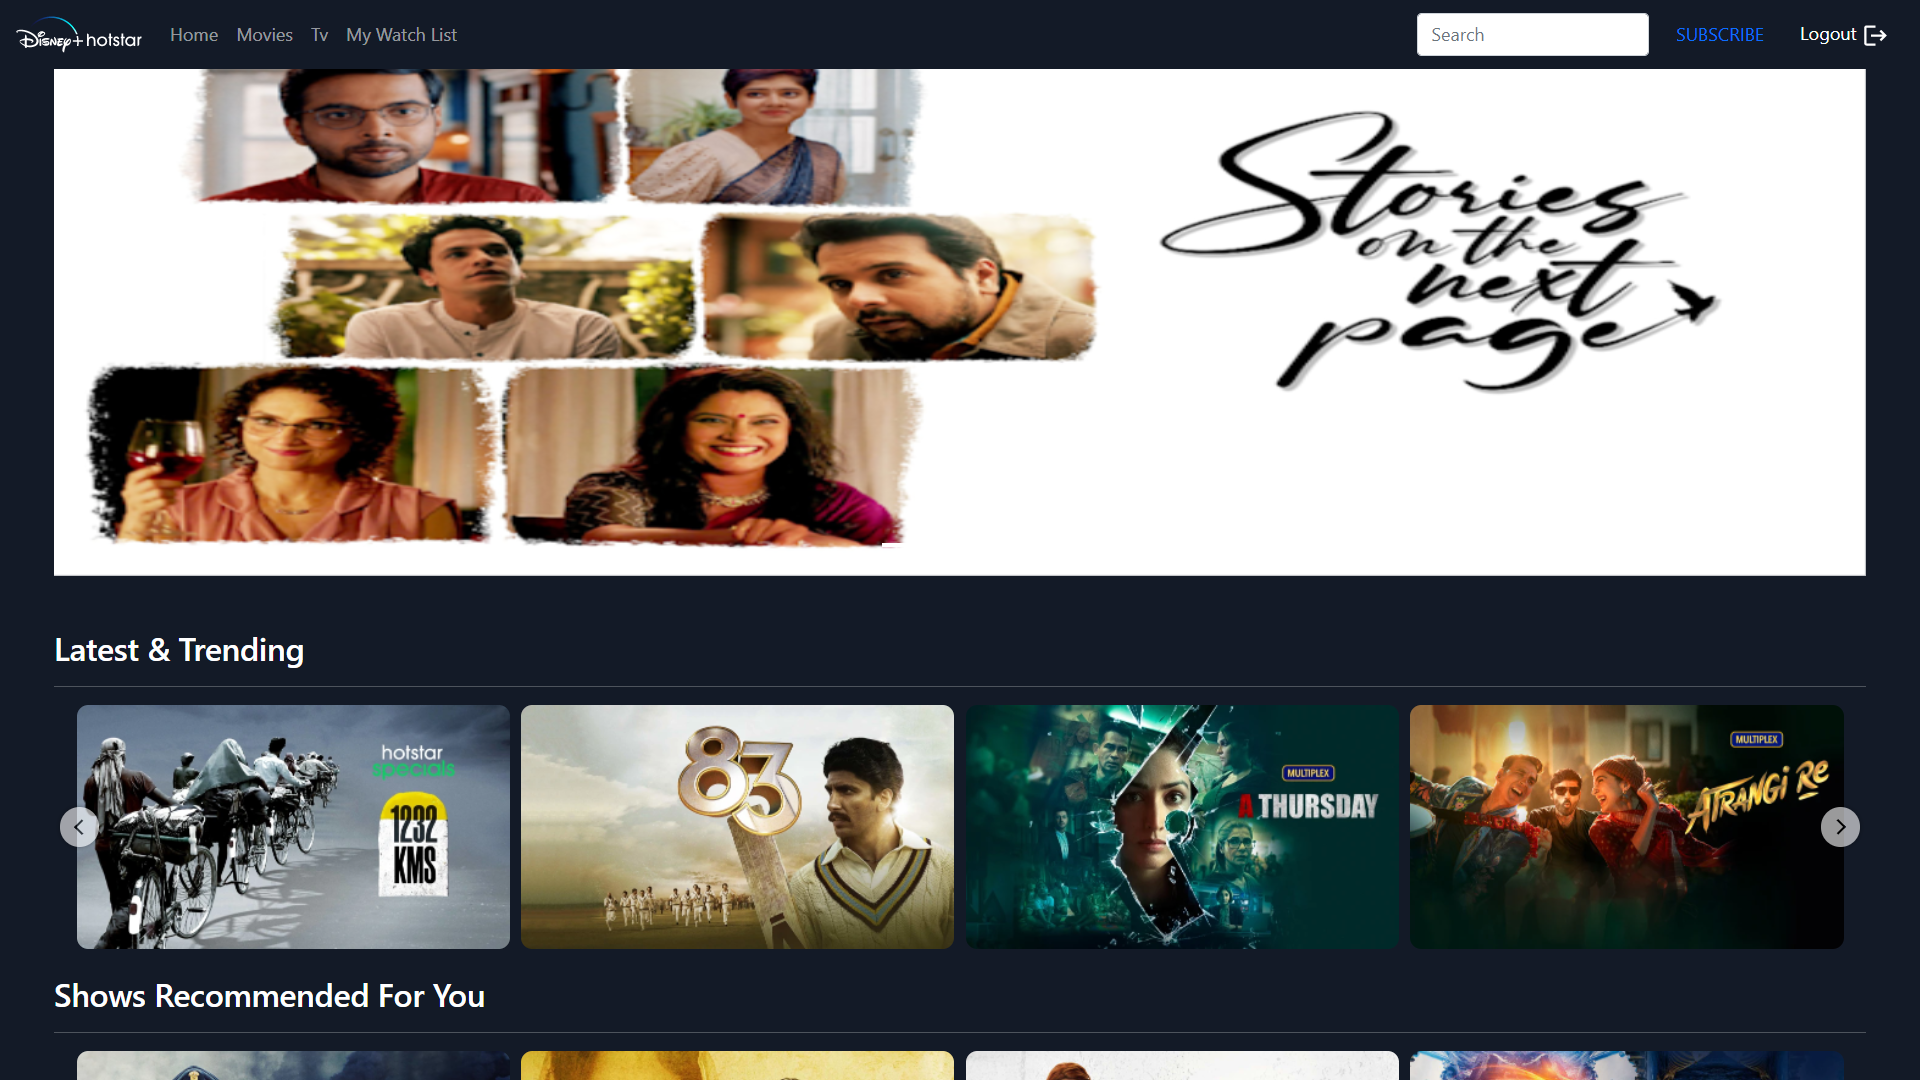 Disney+ hotstar
Home Movies Tv My Watch List
Search
SUBSCRIBE
Logout
Stories
on the
next
page
Latest & Trending
hotstar
specials
1232
KMS
83
MULTIPLEX
A THURSDAY
MULTIPLEX
ATRANGI Re
Shows Recommended For You